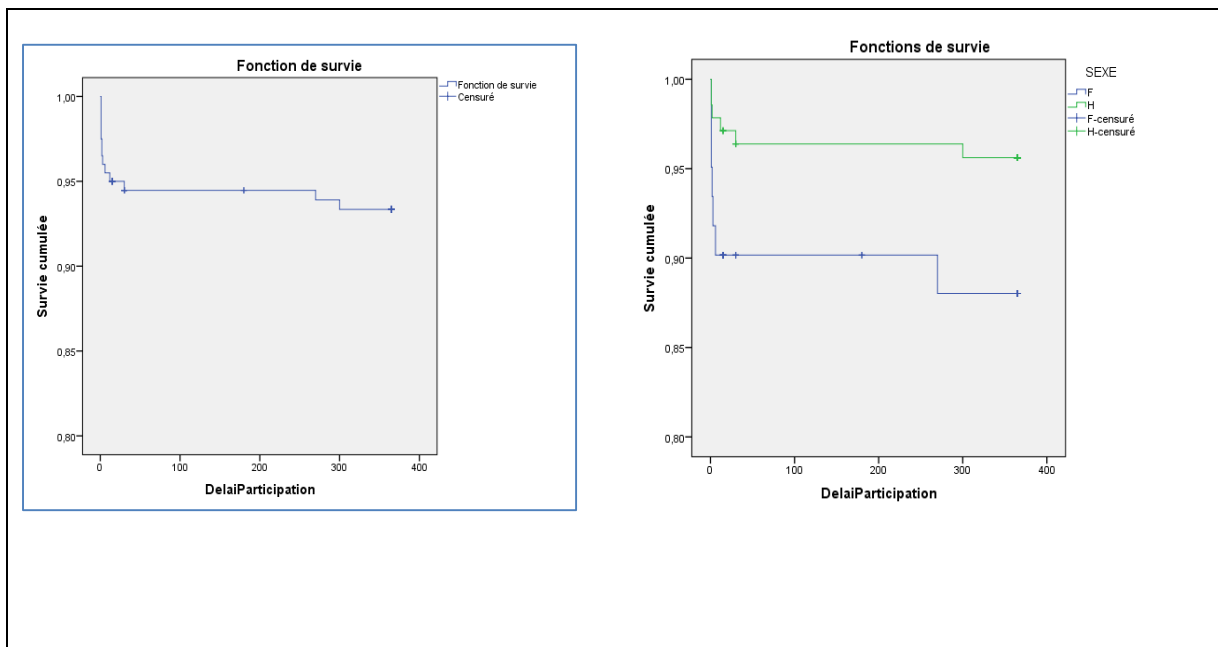 Fonction de survie
Fonction de survie
Censuré
1,00
0,95
0,90
0,85
0,80
Survie cumulée
0 100 200 300 400
DelaiParticipation
Fonctions de survie
SEXE
F
H
F-censuré
H-censuré
1,00
0,95
0,90
0,85
0,80
Survie cumulée
0 100 200 300 400
DelaiParticipation